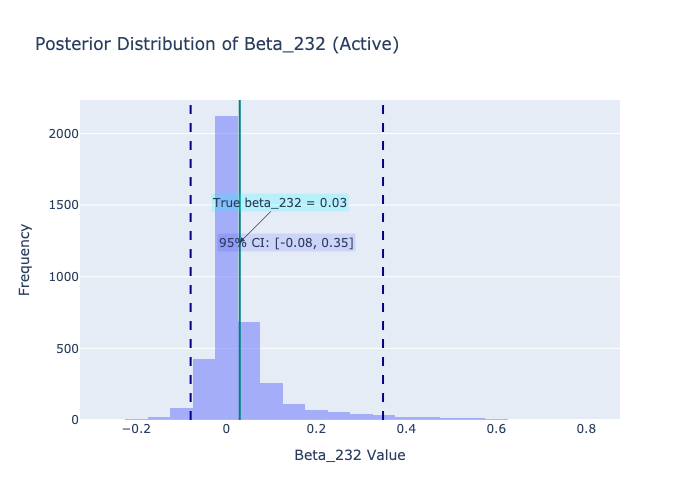 Posterior Distribution of Beta_232 (Active)
2000
1500
1000
500
0
Frequency
True beta_232 = 0.03
95% CI: [-0.08, 0.35]
−0.2 0 0.2 0.4 0.6 0.8
Beta_232 Value